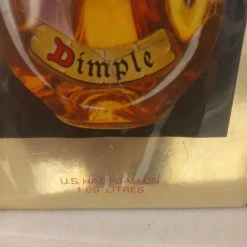 Dimple
U.S. HALF GALLON
1·89 LITRES